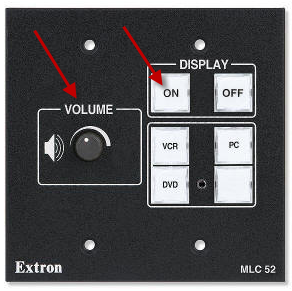 DISPLAY
ON OFF
VOLUME
VCR PC
DVD
Extron MLC 52